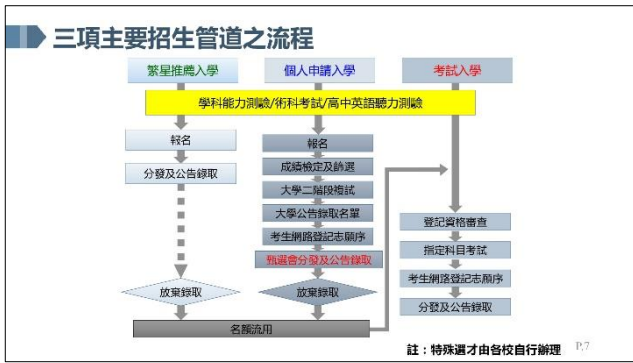 三項主要招生管道之流程
繁星推薦入學
個人申請入學
考試入學
學科能力測驗/術科考試/高中英語聽力測驗
報名
分發及公告錄取
放棄錄取
報名
成績檢定及篩選
大學二階段複試
大學公告錄取名單
考生網路登記志願序
甄選會分發及公告錄取
放棄錄取
登記資格審查
指定科目考試
考生網路登記志願序
分發及公告錄取
名額流用
註：特殊選才由各校自行辦理
P.7